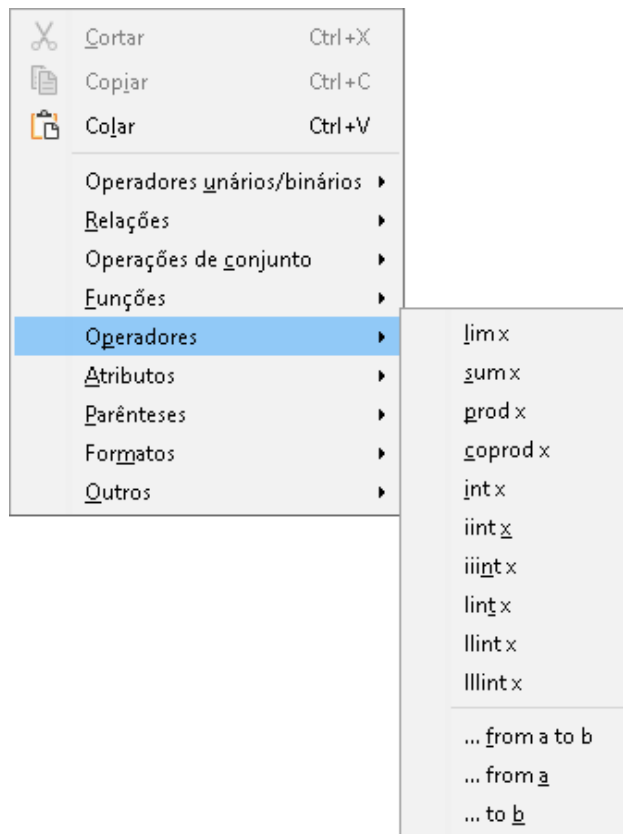 Cortar Ctrl+X
Copiar Ctrl+C
Colar Ctrl+V
Operadores unários/binários
Relações
Operações de conjunto
Funções
Operadores
Atributos
Parênteses
Formatos
Outros
lim x
sum x
prod x
coprod x
int x
iint x
iiint x
lint x
llint x
lllint x
... from a to b
... from a
... to b